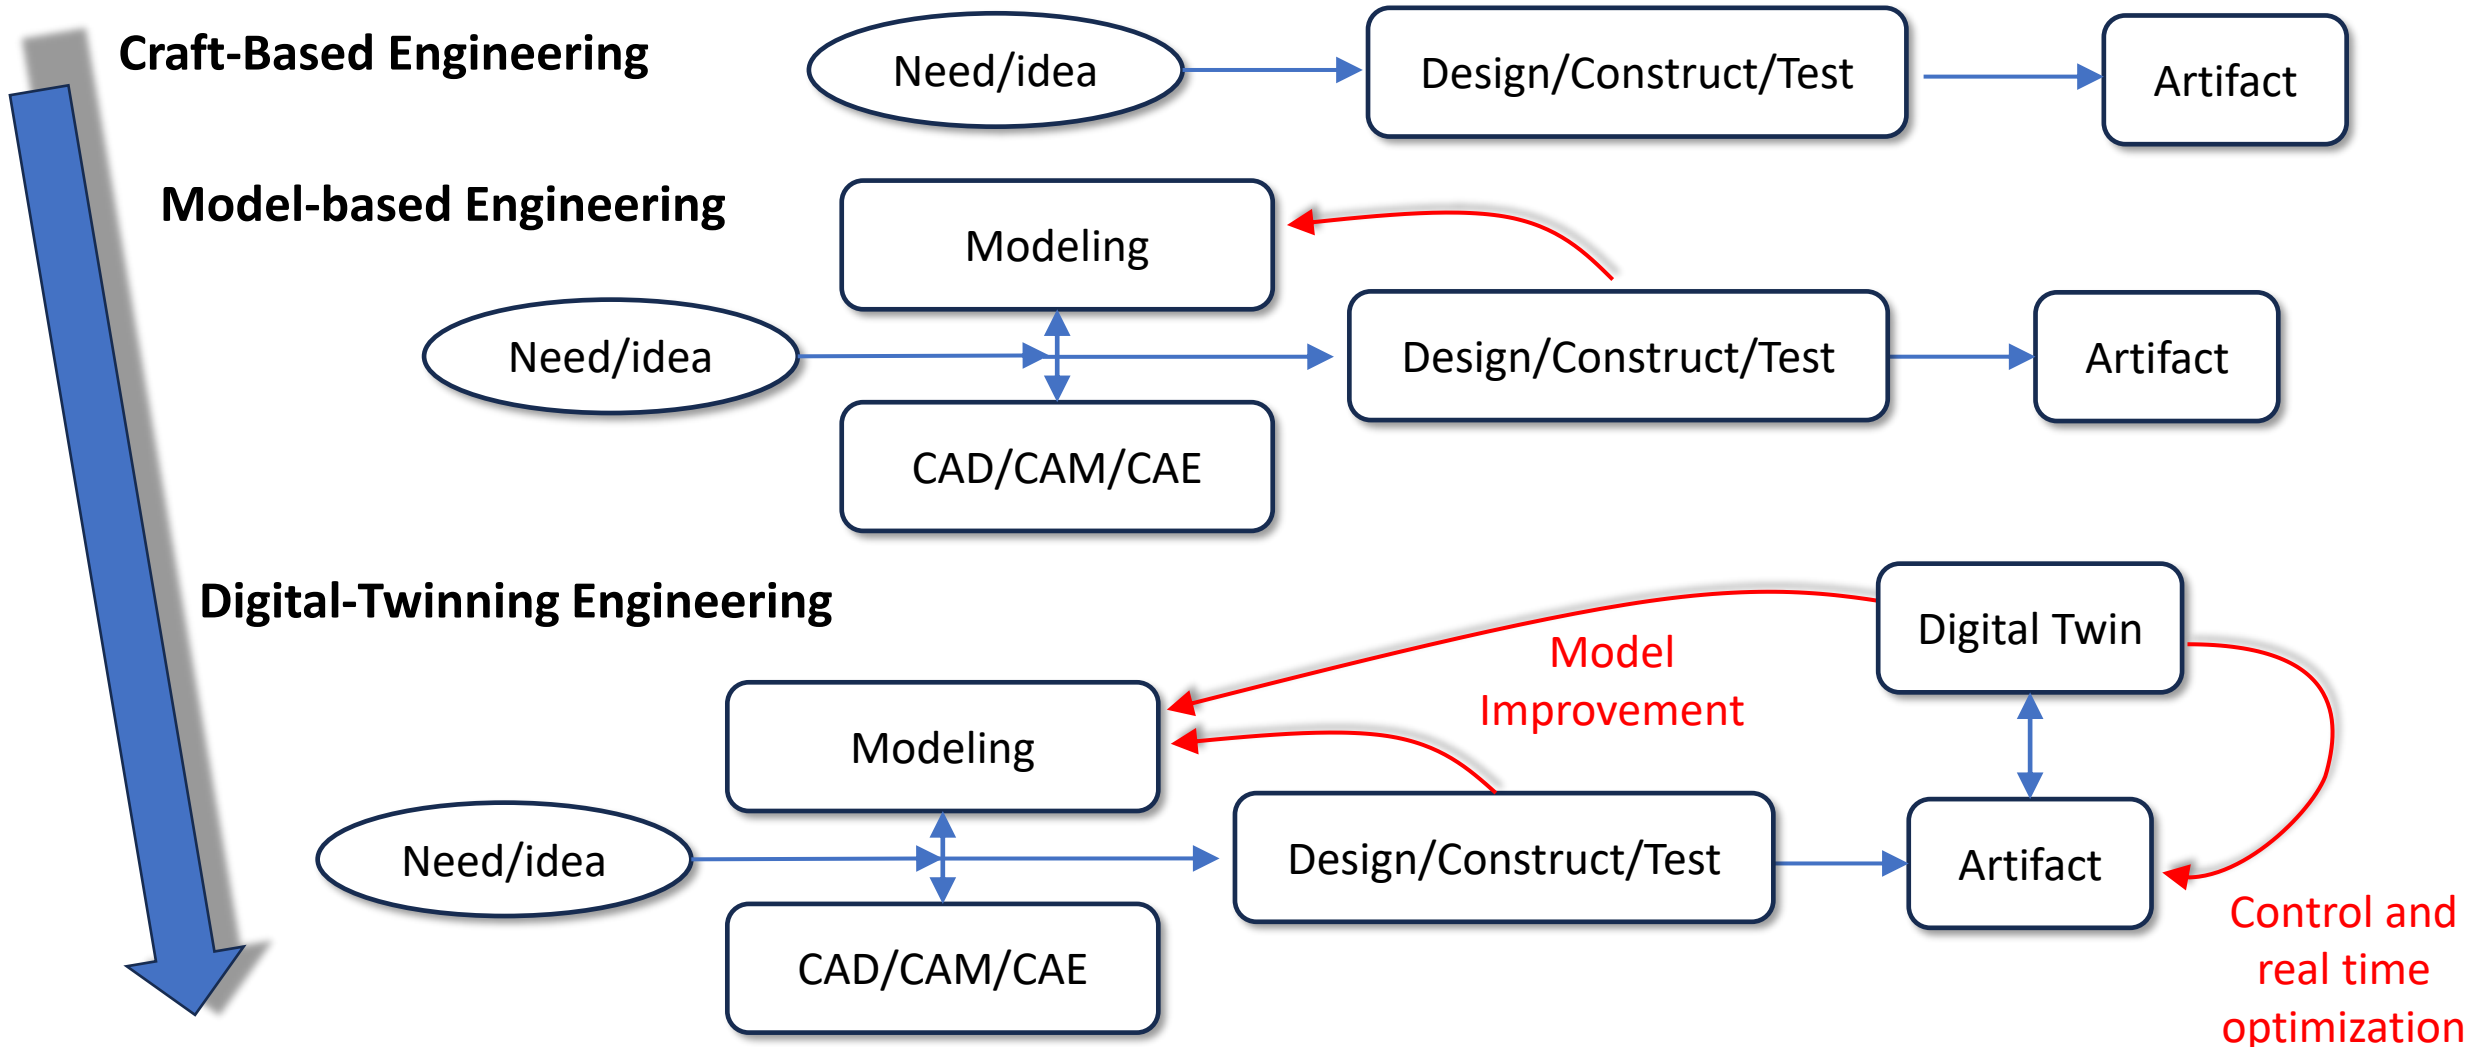 Craft-Based Engineering
Need/idea
Design/Construct/Test
Artifact
Model-based Engineering
Modeling
Need/idea
Design/Construct/Test
Artifact
CAD/CAM/CAE
Digital-Twinning Engineering
Digital Twin
Model
Improvement
Modeling
Need/idea
Design/Construct/Test
Artifact
CAD/CAM/CAE
Control and
real time
optimization